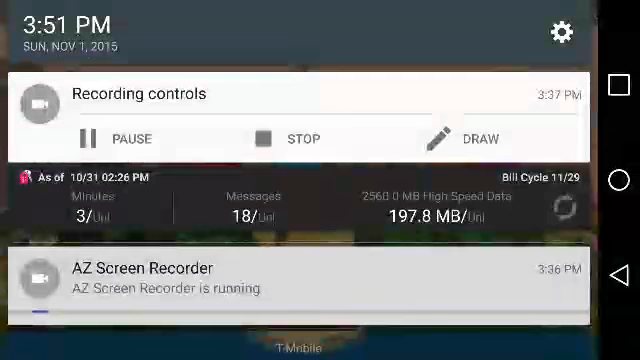 3:51 PM
SUN, NOV 1, 2015
Recording controls 3:37 PM
PAUSE STOP DRAW
As of 10/31 02:26 PM Bill Cycle 11/29
Minutes Messages 2560.0 MB High Speed Data
3/Unl 18/Unl 197.8 MB/Unl
AZ Screen Recorder 3:36 PM
AZ Screen Recorder is running
T-Mobile